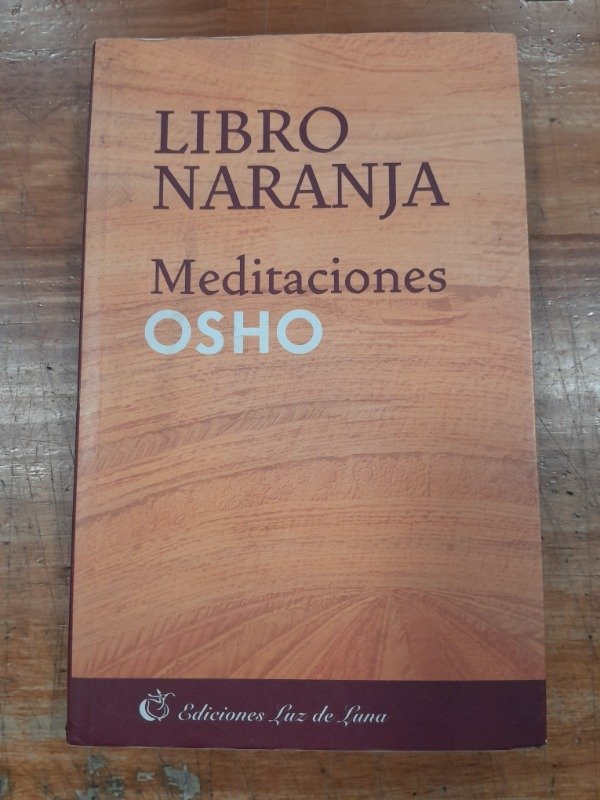 LIBRO
NARANJA
Meditaciones
OSHO
Ediciones Luz de Luna